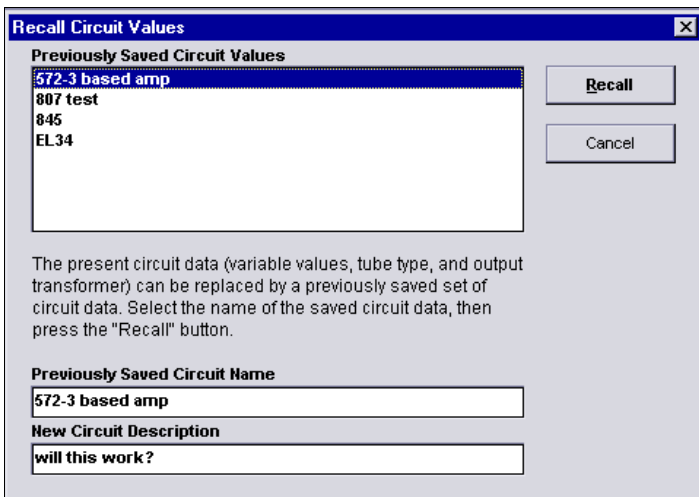 Recall Circuit Values
Previously Saved Circuit Values
572-3 based amp
807 test
845
EL34
Recall
Cancel
The present circuit data (variable values, tube type, and output
transformer) can be replaced by a previously saved set of
circuit data. Select the name of the saved circuit data, then
press the "Recall" button.
Previously Saved Circuit Name
572-3 based amp
New Circuit Description
will this work?